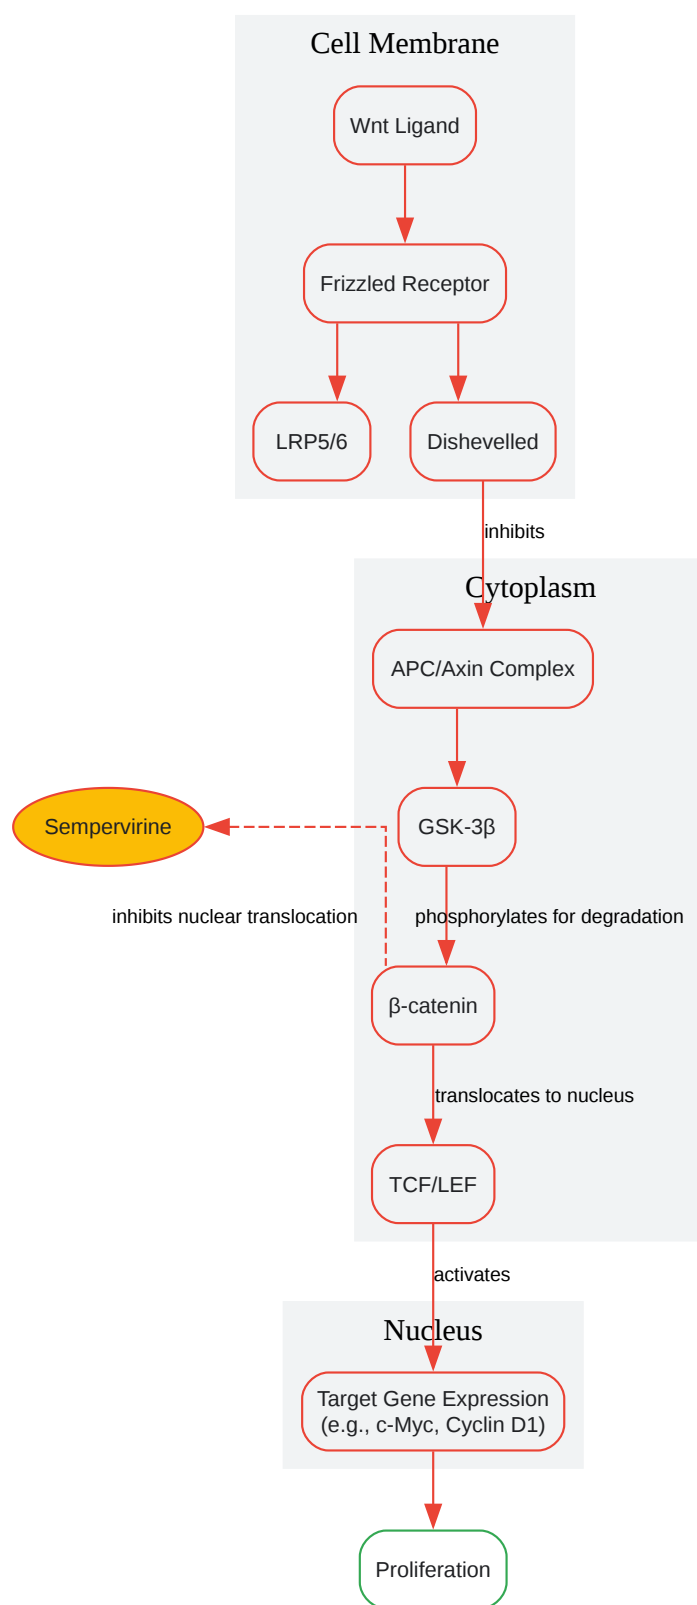 Cell Membrane
Wnt Ligand
Frizzled Receptor
LRP5/6
Dishevelled
inhibits
Cytoplasm
APC/Axin Complex
Sempervirine
GSK-3β
inhibits nuclear translocation
phosphorylates for degradation
β-catenin
translocates to nucleus
TCF/LEF
activates
Nucleus
Target Gene Expression
(e.g., c-Myc, Cyclin D1)
Proliferation